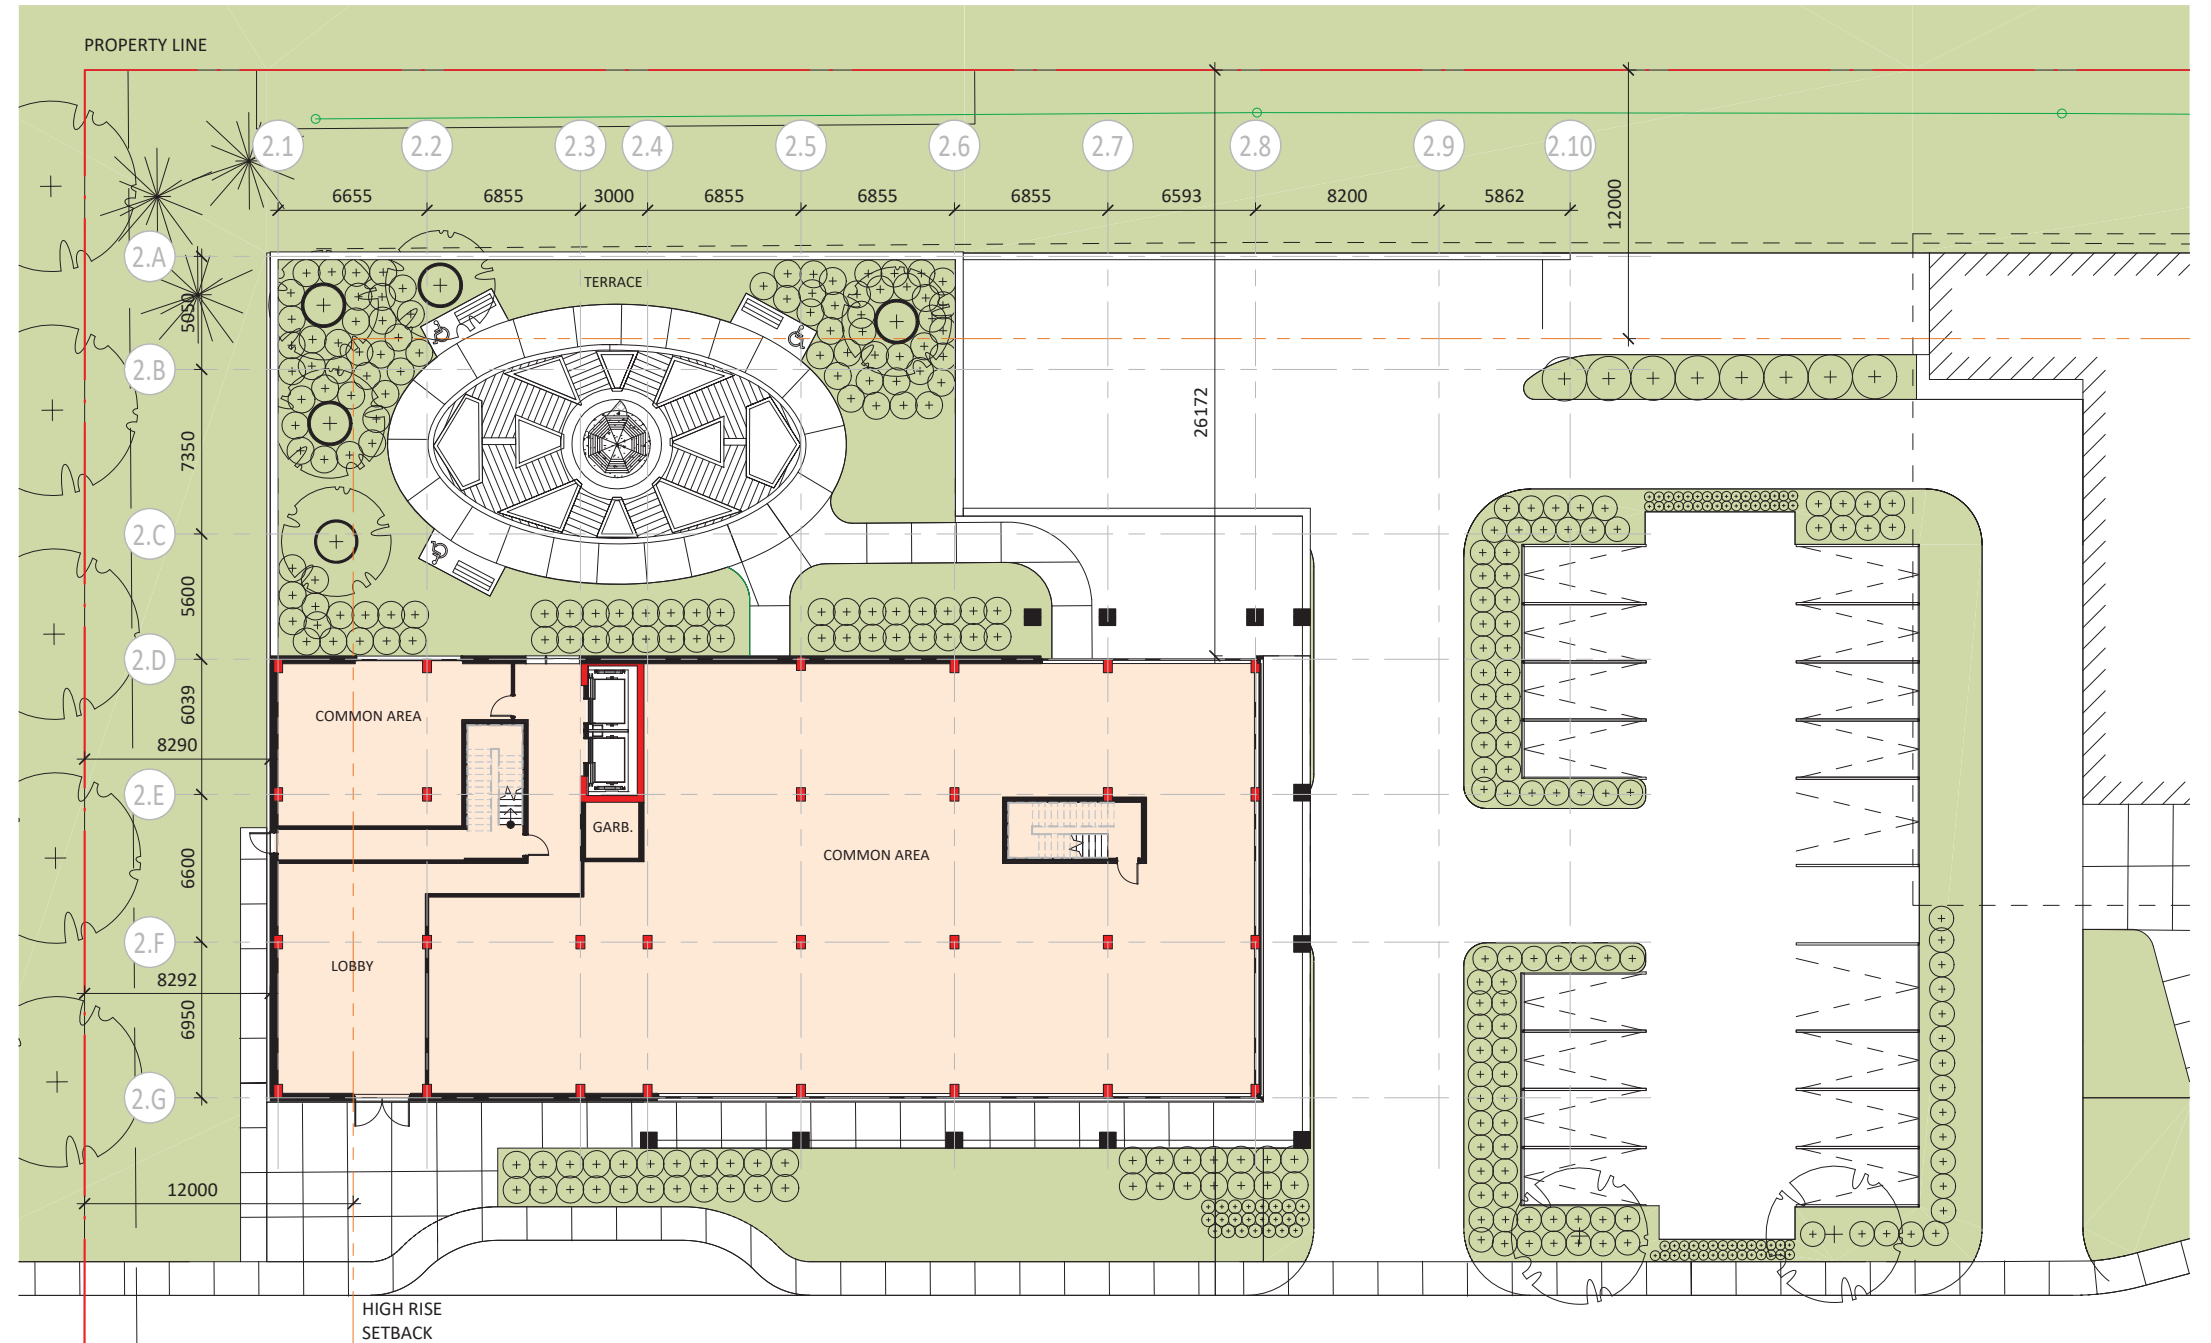 PROPERTY LINE
2.1 2.2 2.3 2.4 2.5 2.6 2.7 2.8 2.9 2.10
6655 6855 3000 6855 6855 6855 6593 8200 5862
12000
2.A
TERRACE
5050
2.B
26172
7350
2.C
5600
2.D
6039
COMMON AREA
8290
2.E
GARB.
COMMON AREA
6600
2.F
LOBBY
8292
6950
2.G
12000
HIGH RISE
SETBACK